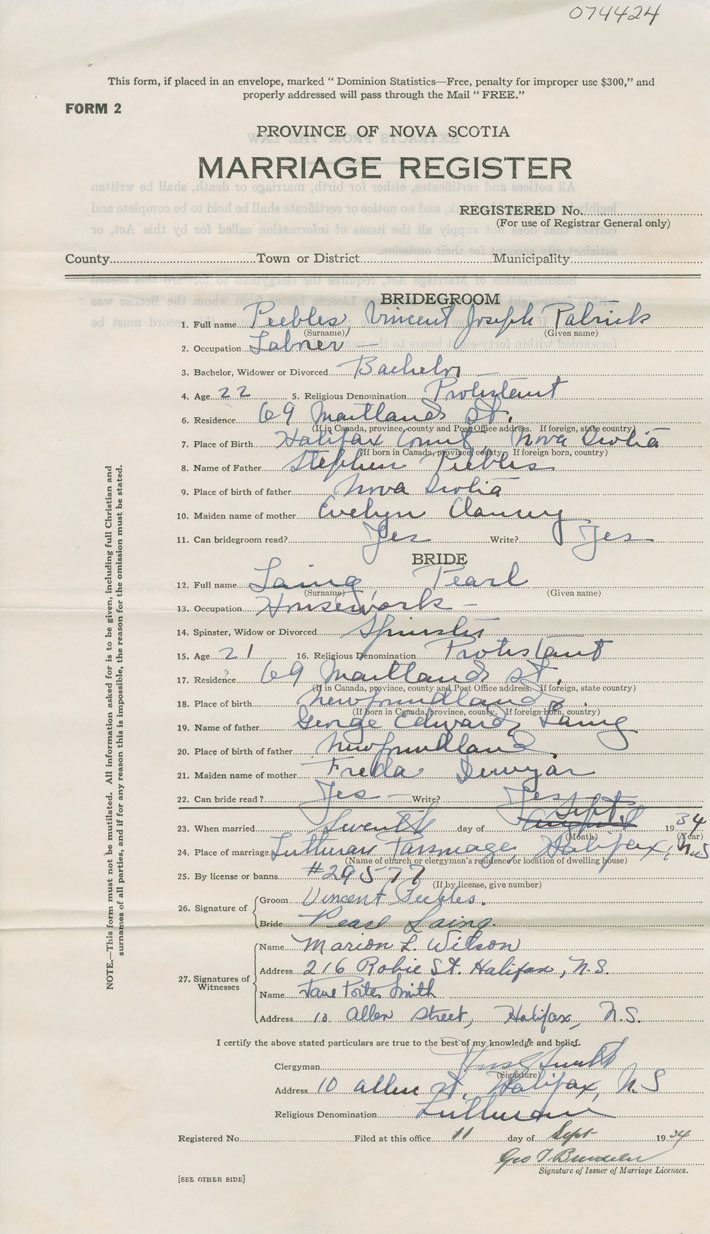 074424
This form, if placed in an envelope, marked " Dominion Statistics—Free, penalty for improper use $300," and
properly addressed will pass through the Mail " FREE."
FORM 2
PROVINCE OF NOVA SCOTIA
MARRIAGE REGISTER
REGISTERED No.
(For use of Registrar General only)
County Town or District Municipality
BRIDEGROOM
1. Full name Peebles, Vincent Joseph Patrick
(Surname) (Given name)
2. Occupation Labrer
3. Bachelor, Widower or Divorced Bachelor
4. Age 22 5. Religious Denomination Protestant
6. Residence 69 Maitland St.
(If in Canada, province, county and Post Office address. If foreign, state country)
7. Place of Birth Halifax County Nova Scotia
(If born in Canada, province, county. If foreign born, country)
8. Name of Father Stephen Peebles
9. Place of birth of father Nova Scotia
10. Maiden name of mother Evelyn
11. Can bridegroom read? Yes Write? Yes
BRIDE
12. Full name Laing Pearl
(Surname) (Given name)
13. Occupation Housework
14. Spinster, Widow or Divorced Spinster
15. Age 21 16. Religious Denomination Protestant
17. Residence 69 Maitland St.
(If in Canada, province, county and Post Office address. If foreign, state country)
18. Place of birth Newfoundland
(If born in Canada, province, county. If foreign born, country)
19. Name of father George Edward Laing
20. Place of birth of father Newfoundland
21. Maiden name of mother Freda
22. Can bride read? Yes Write? Yes
23. When married day of Sept 1934
(Month) (Year)
24. Place of marriage Lutheran Parsonage, Halifax, N.S
(Name of church or clergyman's residence or location of dwelling house)
25. By license or banns #29577
(If by license, give number)
26. Signature of Groom Vincent Peebles.
Bride Pearl Laing.
27. Signatures of Witnesses
Name Marion L. Wilson
Address 216 Robie St. Halifax, N.S.
Name Jane Porter Smith
Address 10 Allen Street, Halifax, N.S.
I certify the above stated particulars are true to the best of my knowledge and belief.
Clergyman Smith
(Signature)
Address 10 Allen St, Halifax, N S
Religious Denomination Lutheran
Registered No. Filed at this office 11 day of Sept 1934
Geo T
Signature of Issuer of Marriage Licenses.
[SEE OTHER SIDE]
NOTE.—This form must not be mutilated. All information asked for is to be given, including full Christian and
surnames of all parties, and if for any reason this is impossible, the reason for the omission must be stated.